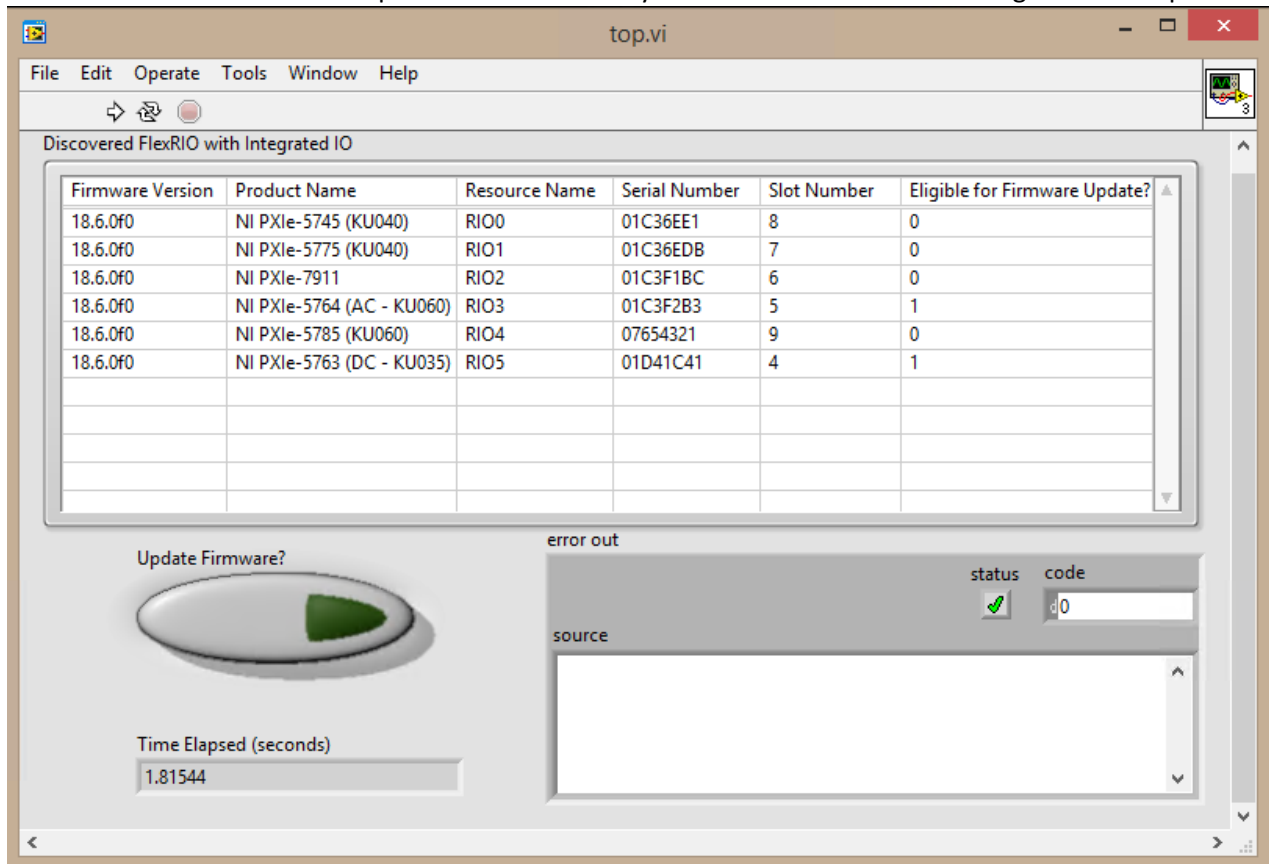 top.vi
File Edit Operate Tools Window Help
3
Discovered FlexRIO with Integrated IO
Firmware Version Product Name Resource Name Serial Number Slot Number Eligible for Firmware Update?
18.6.0f0 NI PXIe-5745 (KU040) RIO0 01C36EE1 8 0
18.6.0f0 NI PXIe-5775 (KU040) RIO1 01C36EDB 7 0
18.6.0f0 NI PXIe-7911 RIO2 01C3F1BC 6 0
18.6.0f0 NI PXIe-5764 (AC - KU060) RIO3 01C3F2B3 5 1
18.6.0f0 NI PXIe-5785 (KU060) RIO4 07654321 9 0
18.6.0f0 NI PXIe-5763 (DC - KU035) RIO5 01D41C41 4 1
Update Firmware?
error out
status code
d 0
source
Time Elapsed (seconds)
1.81544